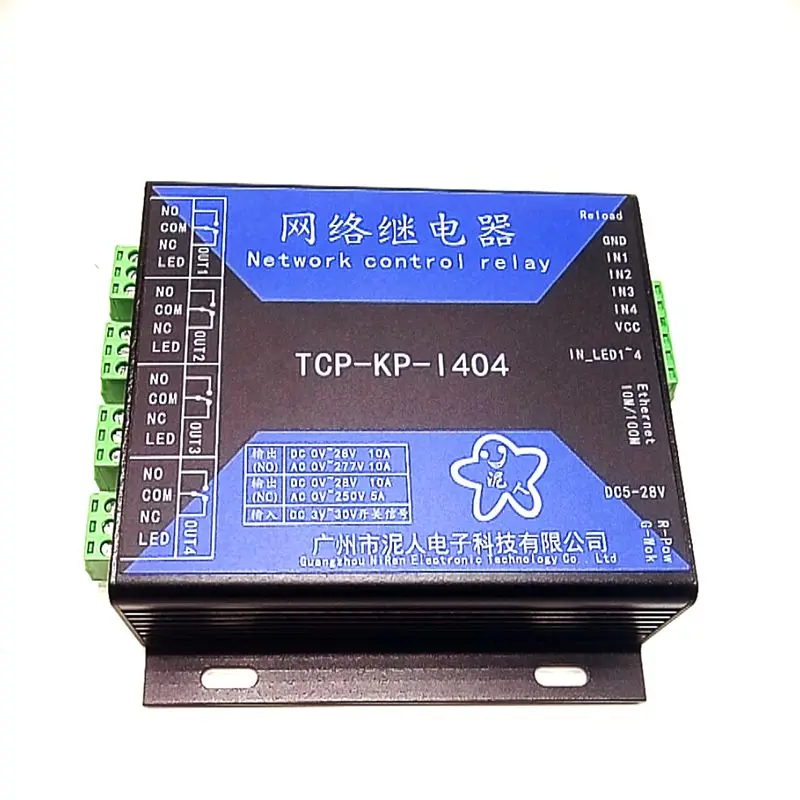 网络继电器
Network control relay
TCP-KP-I404
NO
COM
NC
LED
OUT1
NO
COM
NC
LED
OUT2
NO
COM
NC
LED
OUT3
NO
COM
NC
LED
OUT4
Reload
GND
IN1
IN2
IN3
IN4
VCC
IN_LED1~4
Ethernet
10M/100M
DC5-28V
R-Pow
G-Wok
输出 DC 0V~28V 10A
(NO) AC 0V~277V 10A
输出 DC 0V~28V 10A
(NC) AC 0V~250V 5A
输入 DC 3V~30V开关信号
泥人
广州市泥人电子科技有限公司
Guangzhou NiRen Electronic Technology Co . Ltd